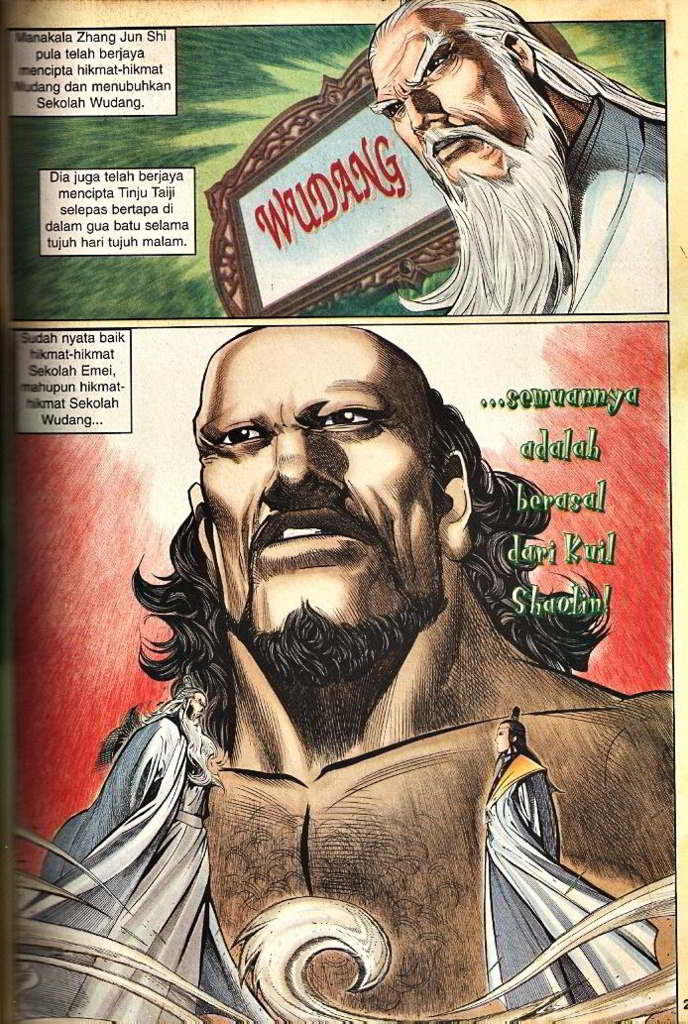 Manakala Zhang Jun Shi
pula telah berjaya
mencipta hikmat-hikmat
Wudang dan menubuhkan
Sekolah Wudang.
Dia juga telah berjaya
mencipta Tinju Taiji
selepas bertapa di
dalam gua batu selama
tujuh hari tujuh malam.
WUDANG
Sudah nyata baik
hikmat-hikmat
Sekolah Emei,
mahupun hikmat-
hikmat Sekolah
Wudang...
...semuannya
adalah
berasal
dari Kuil
Shaolin!